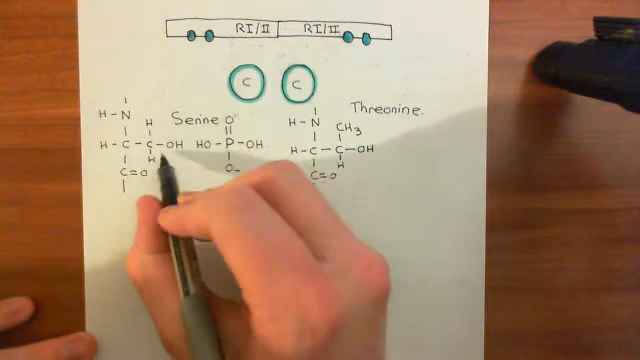 RI/II RI/II
C C
Serine
Threonine.
H-N
H
H-C-C-OH
H
C=O
O
HO-P-OH
O-
H-N
CH3
H-C-C-OH
H
C=O